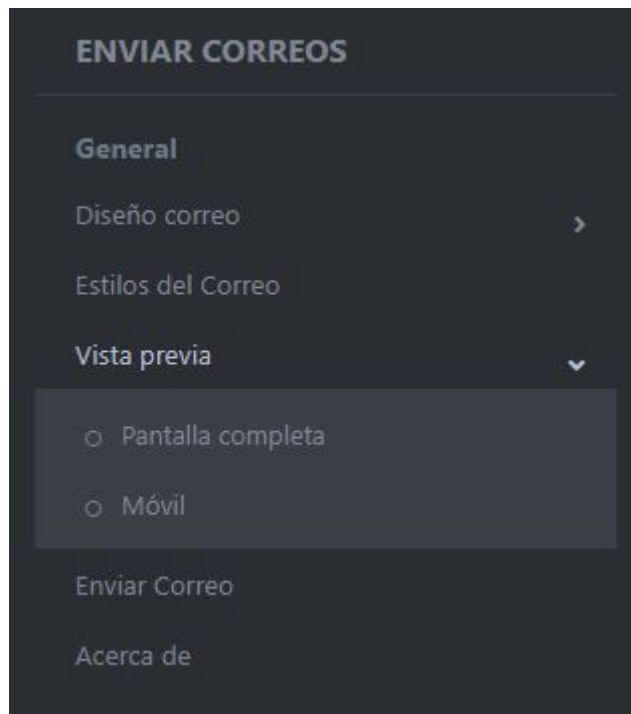 ENVIAR CORREOS
General
Diseño correo
Estilos del Correo
Vista previa
Pantalla completa
Móvil
Enviar Correo
Acerca de